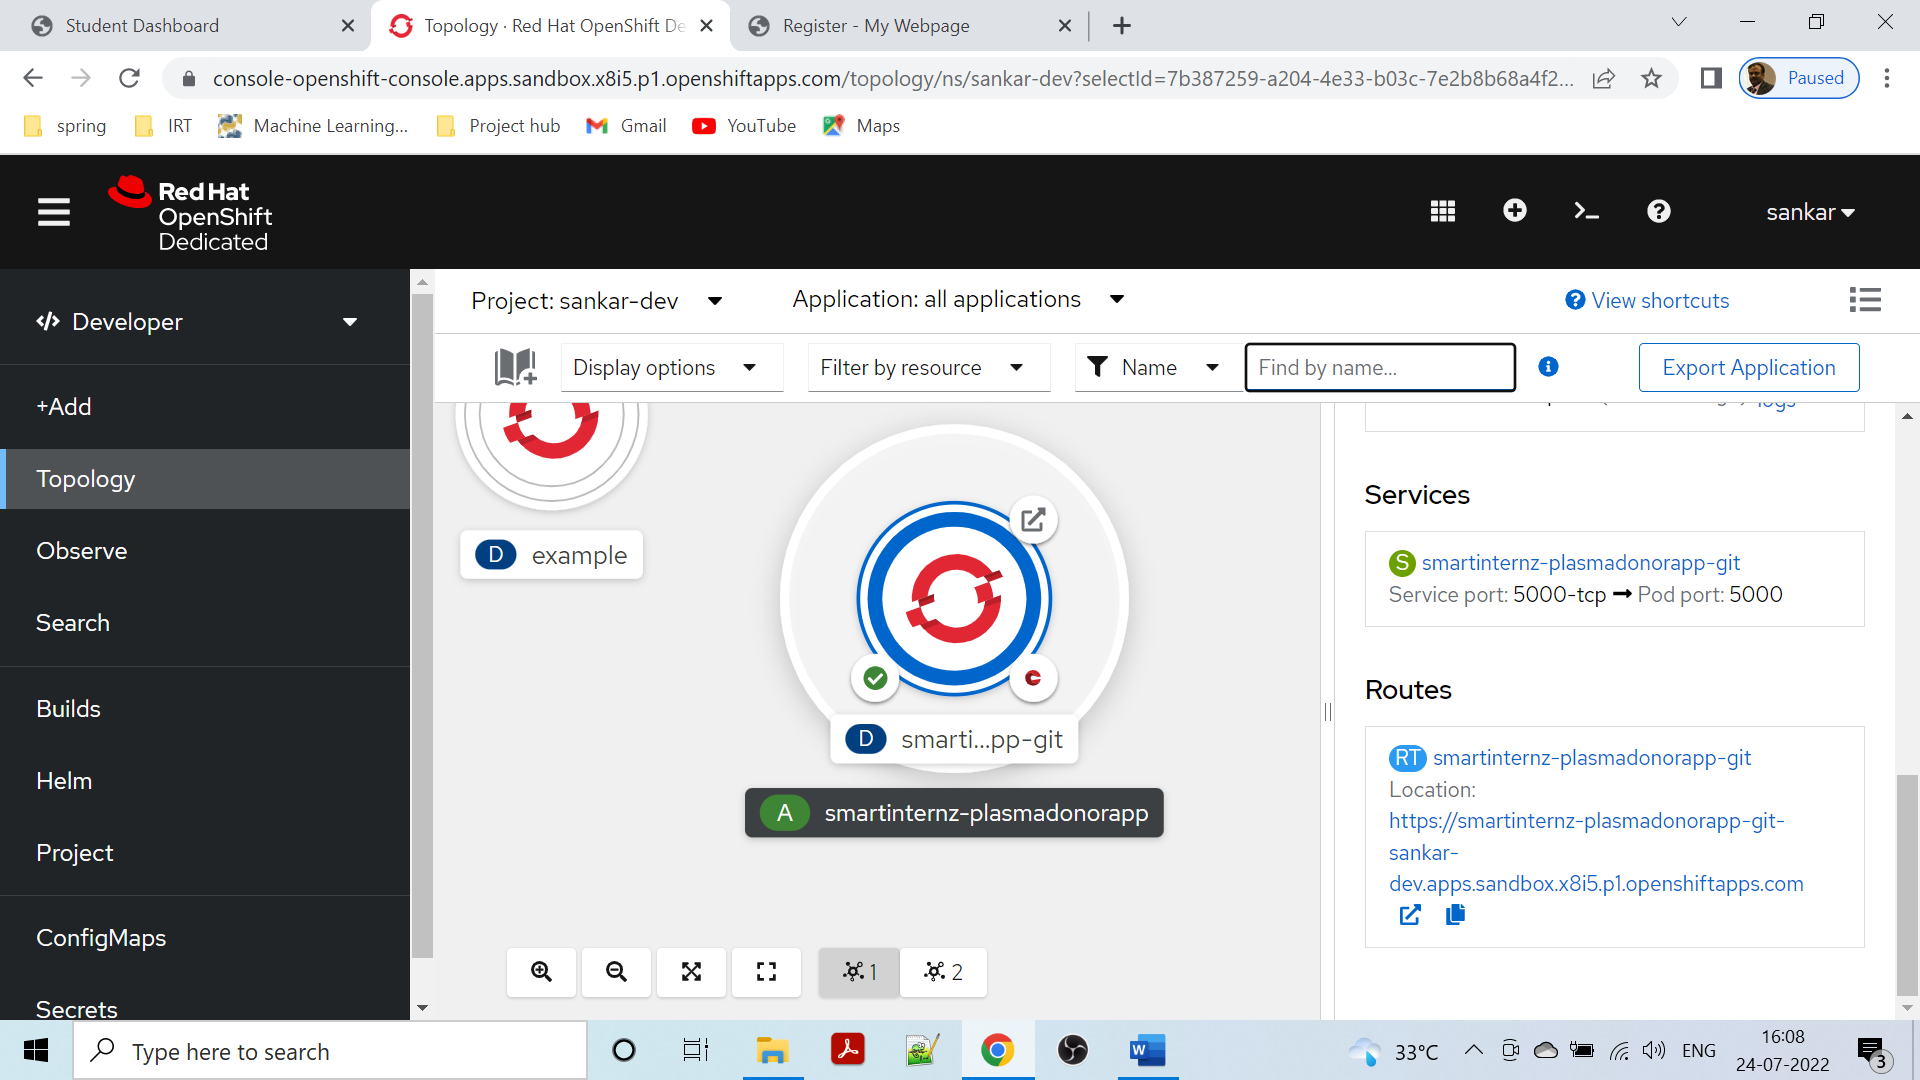 Student Dashboard
Topology · Red Hat OpenShift De
Register - My Webpage
console-openshift-console.apps.sandbox.x8i5.p1.openshiftapps.com/topology/ns/sankar-dev?selectId=7b387259-a204-4e33-b03c-7e2b8b68a4f2...
Paused
spring
IRT
Machine Learning...
Project hub
Gmail
YouTube
Maps
Red Hat
OpenShift
Dedicated
sankar
Developer
+Add
Topology
Observe
Search
Builds
Helm
Project
ConfigMaps
Secrets
Project: sankar-dev
Application: all applications
View shortcuts
Display options
Filter by resource
Name
Find by name...
Export Application
D example
D smarti...pp-git
A smartinternz-plasmadonorapp
1
2
logs
Services
S smartinternz-plasmadonorapp-git
Service port: 5000-tcp → Pod port: 5000
Routes
RT smartinternz-plasmadonorapp-git
Location:
https://smartinternz-plasmadonorapp-git-
sankar-
dev.apps.sandbox.x8i5.p1.openshiftapps.com
Type here to search
W
33°C
ENG
16:08
24-07-2022
3